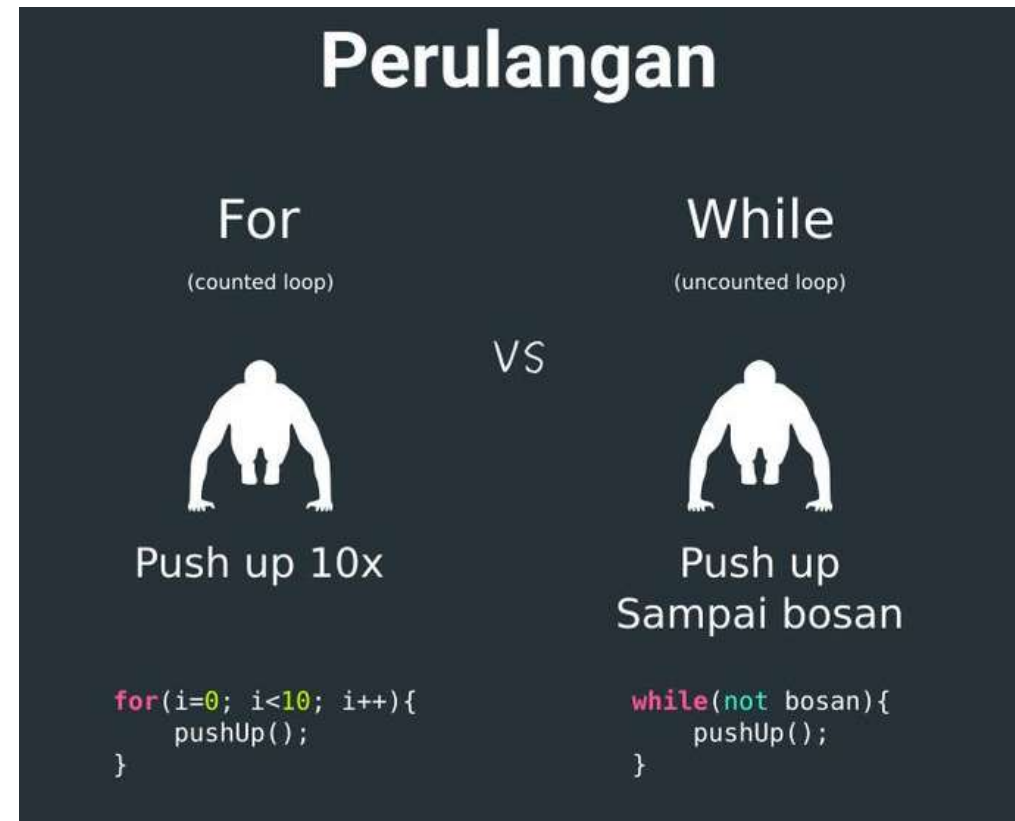 Perulangan
For
(counted loop)
VS
While
(uncounted loop)
Push up 10x
Push up
Sampai bosan
for(i=0; i<10; i++){
    pushUp();
}
while(not bosan){
    pushUp();
}